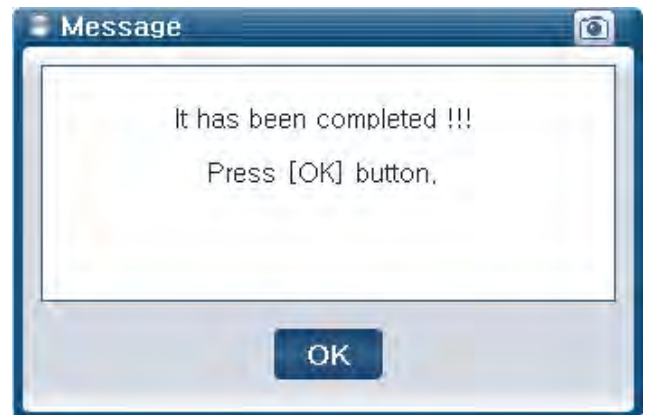 Message
It has been completed !!!
Press [OK] button.
OK